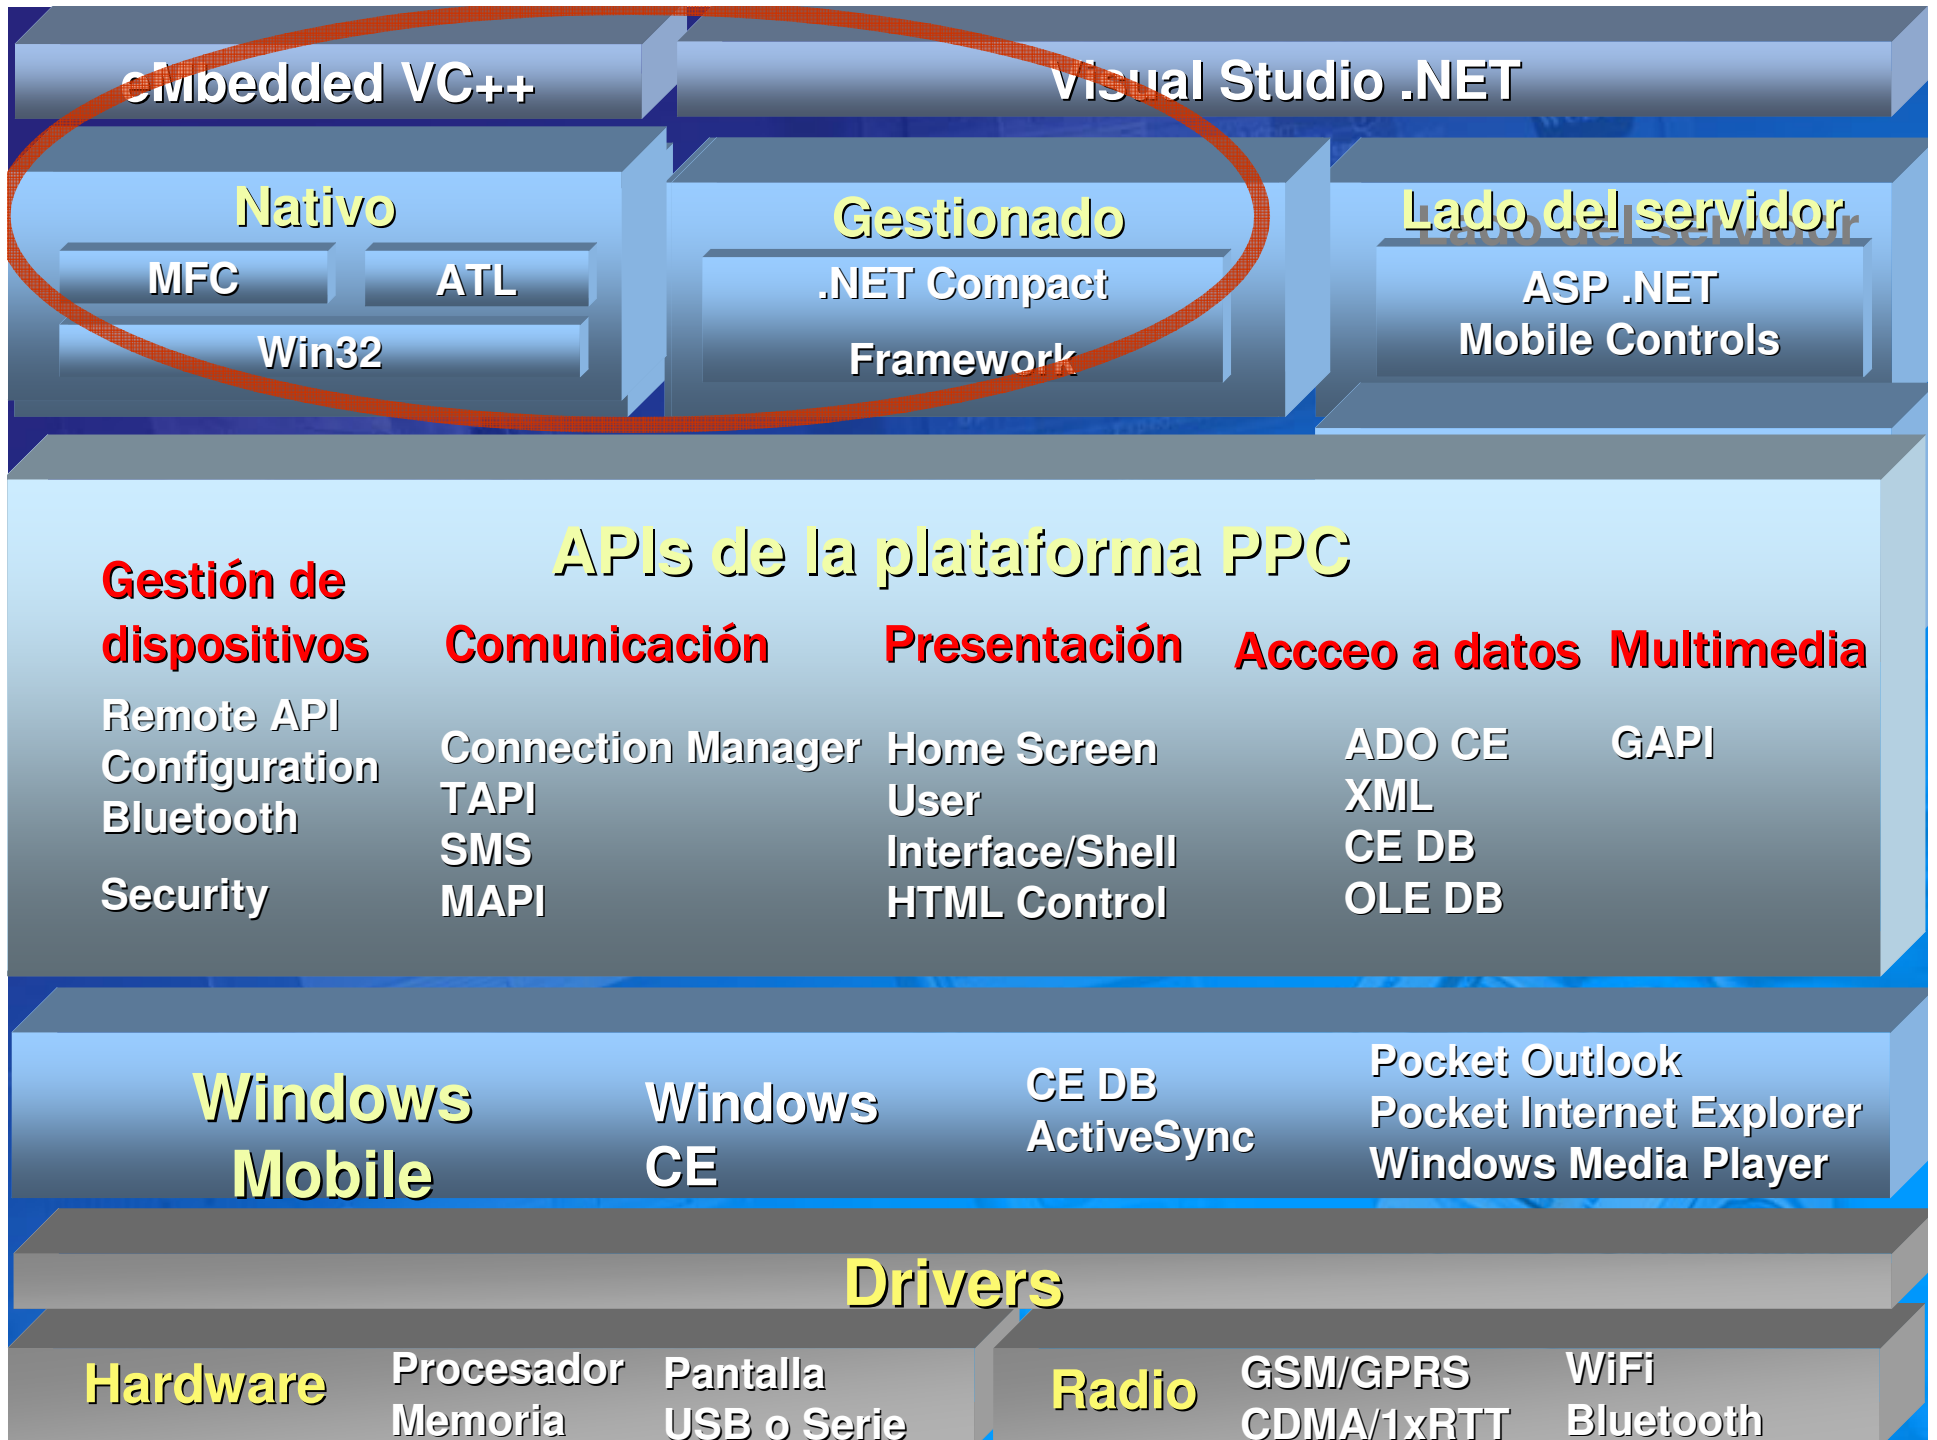 eMbedded VC++
Visual Studio .NET
Nativo
MFC
ATL
Win32
Gestionado
.NET Compact
Framework
Lado del servidor
ASP .NET
Mobile Controls
APIs de la plataforma PPC
Gestión de
dispositivos
Remote API
Configuration
Bluetooth
Security
Comunicación
Connection Manager
TAPI
SMS
MAPI
Presentación
Home Screen
User
Interface/Shell
HTML Control
Accceo a datos
ADO CE
XML
CE DB
OLE DB
Multimedia
GAPI
Windows
Mobile
Windows
CE
CE DB
ActiveSync
Pocket Outlook
Pocket Internet Explorer
Windows Media Player
Drivers
Hardware
Procesador
Memoria
Pantalla
USB o Serie
Radio
GSM/GPRS
CDMA/1xRTT
WiFi
Bluetooth